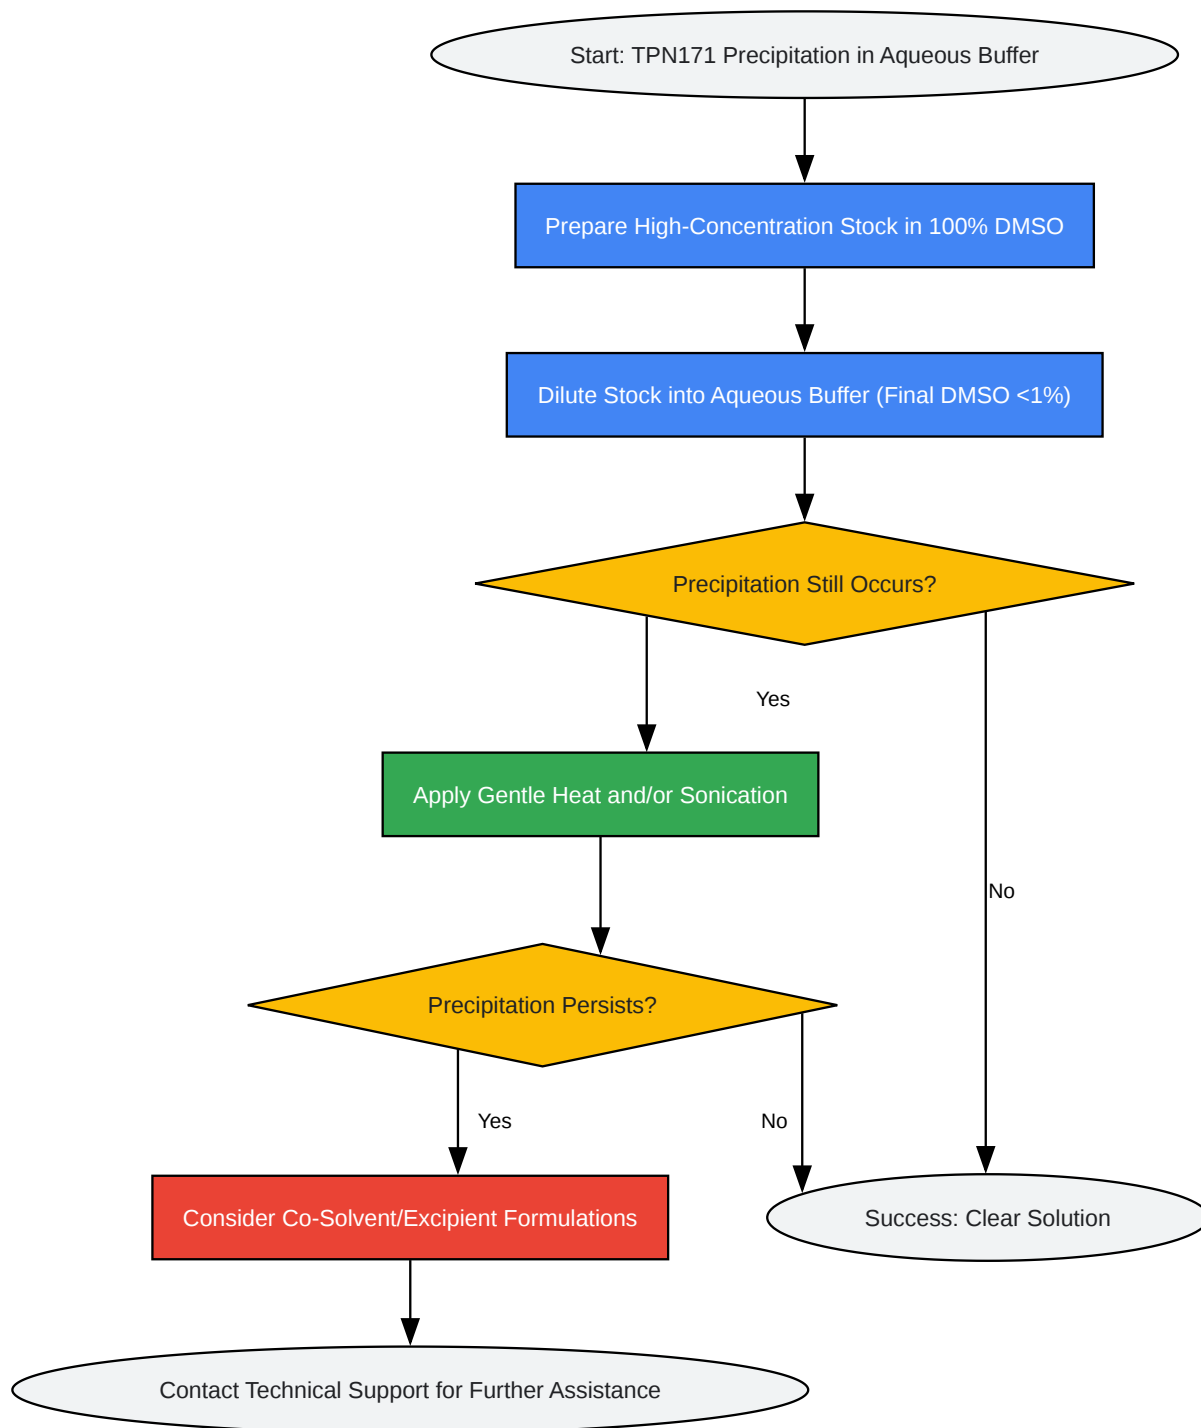 Start: TPN171 Precipitation in Aqueous Buffer
Prepare High-Concentration Stock in 100% DMSO
Dilute Stock into Aqueous Buffer (Final DMSO <1%)
Precipitation Still Occurs?
Yes
Apply Gentle Heat and/or Sonication
No
Precipitation Persists?
Yes
No
Consider Co-Solvent/Excipient Formulations
Success: Clear Solution
Contact Technical Support for Further Assistance